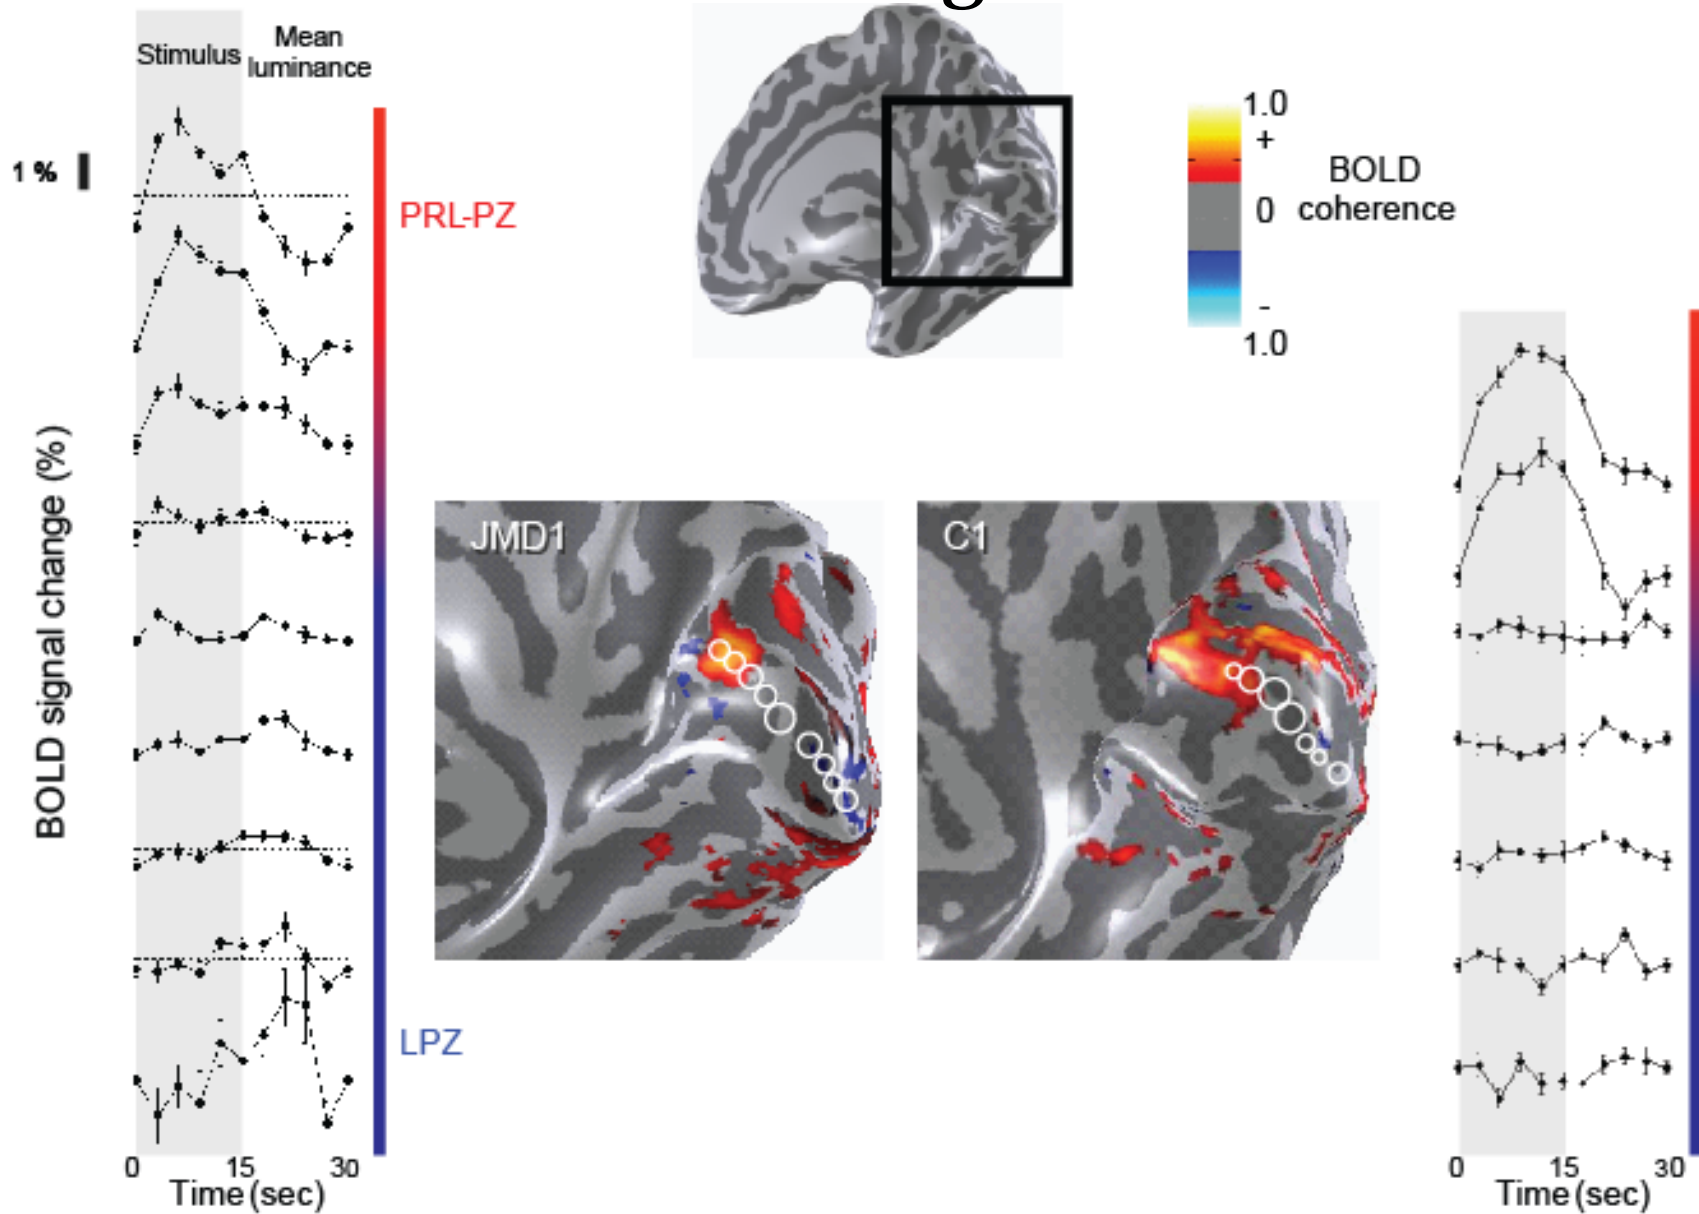 g
Stimulus
Mean
luminance
1 %
PRL-PZ
LPZ
BOLD signal change (%)
0 15 30
Time (sec)
1.0
+
0
-
1.0
BOLD
coherence
JMD1
C1
0 15 30
Time (sec)